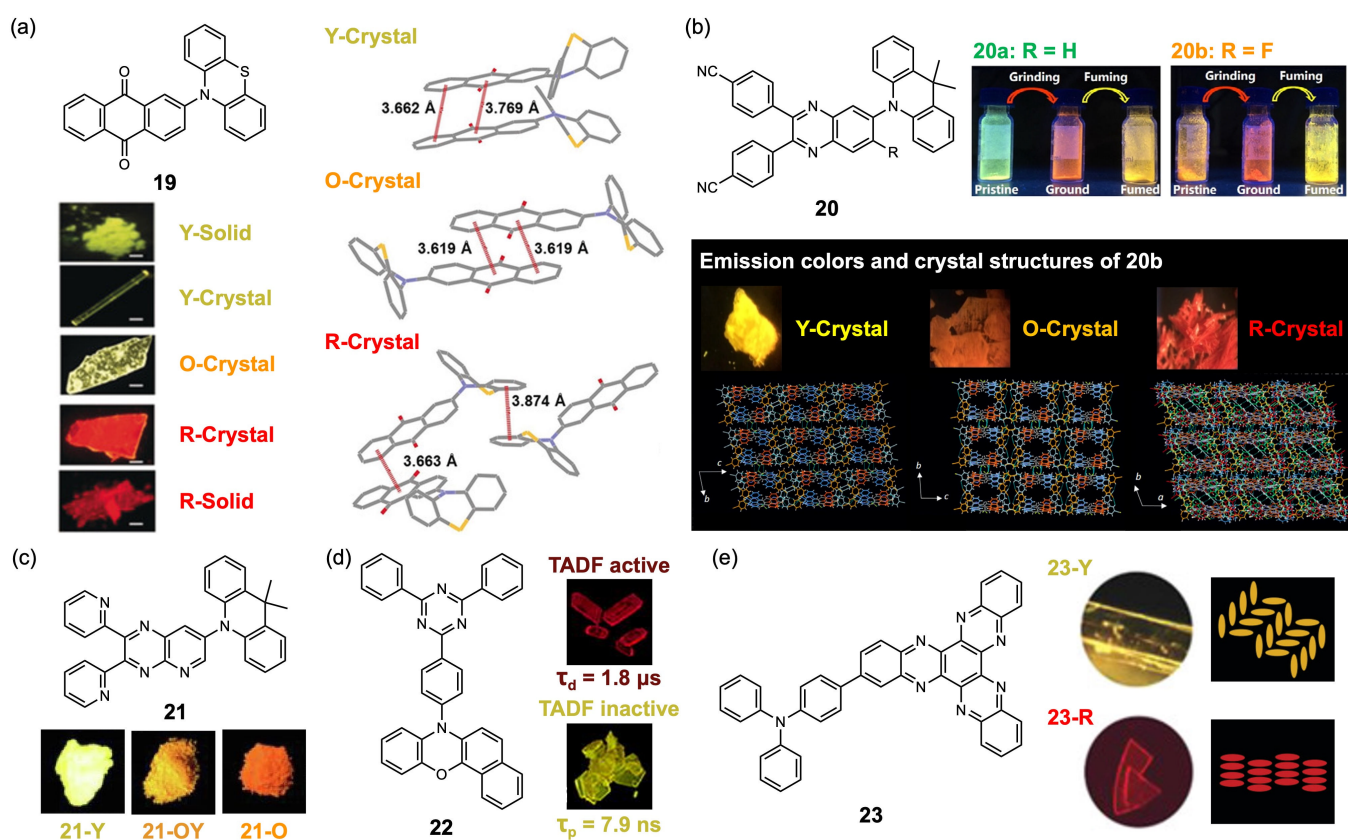 (a)
O
O
N
S
19
Y-Solid
Y-Crystal
O-Crystal
R-Crystal
R-Solid
Y-Crystal
3.662 Å
3.769 Å
O-Crystal
3.619 Å
3.619 Å
R-Crystal
3.874 Å
3.663 Å
(b)
NC
NC
N
N
N
R
20
20a: R = H
Grinding
Fuming
Pristine
Ground
Fumed
20b: R = F
Grinding
Fuming
Pristine
Ground
Fumed
Emission colors and crystal structures of 20b
Y-Crystal
O-Crystal
R-Crystal
c
b
b
c
b
a
(c)
N
N
N
N
N
N
21
21-Y
21-OY
21-O
(d)
N
N
N
N
O
22
TADF active
τd = 1.8 μs
TADF inactive
τp = 7.9 ns
(e)
N
N
N
N
N
N
N
23
23-Y
23-R